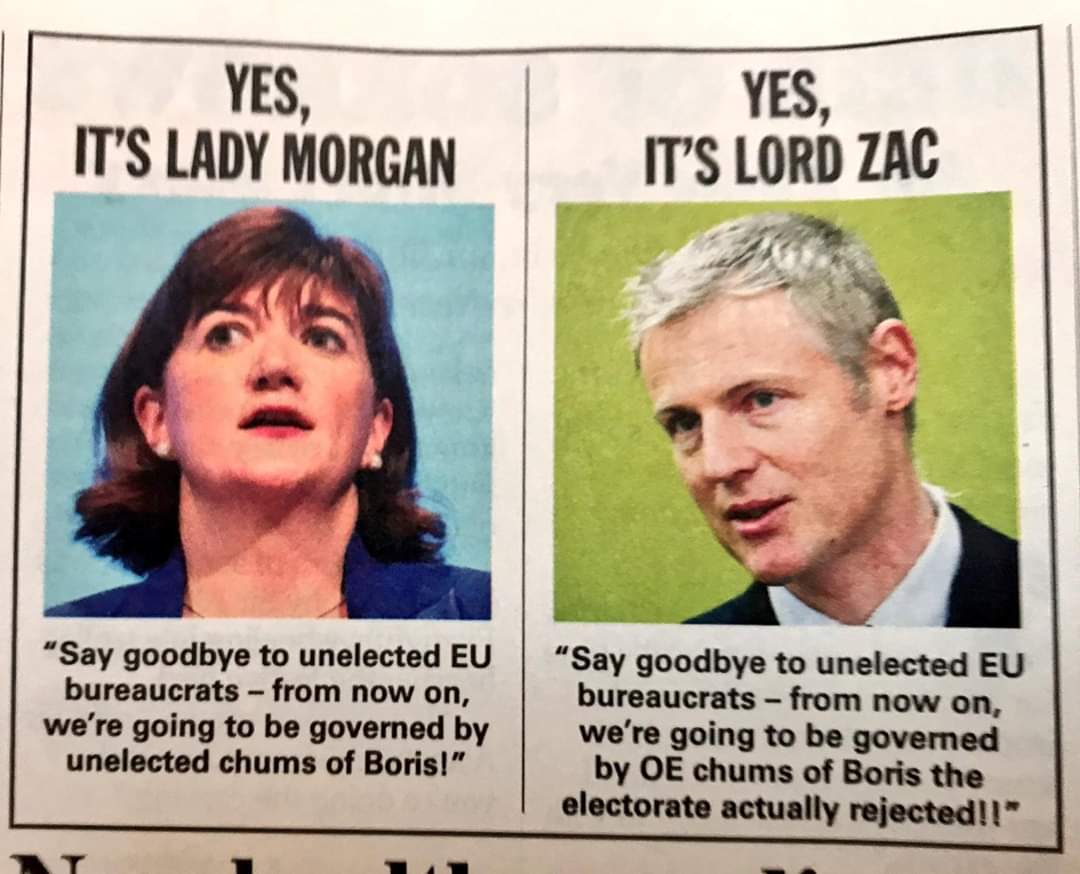 YES,
IT'S LADY MORGAN
"Say goodbye to unelected EU
bureaucrats – from now on,
we're going to be governed by
unelected chums of Boris!"
YES,
IT'S LORD ZAC
"Say goodbye to unelected EU
bureaucrats – from now on,
we're going to be governed
by OE chums of Boris the
electorate actually rejected!!"